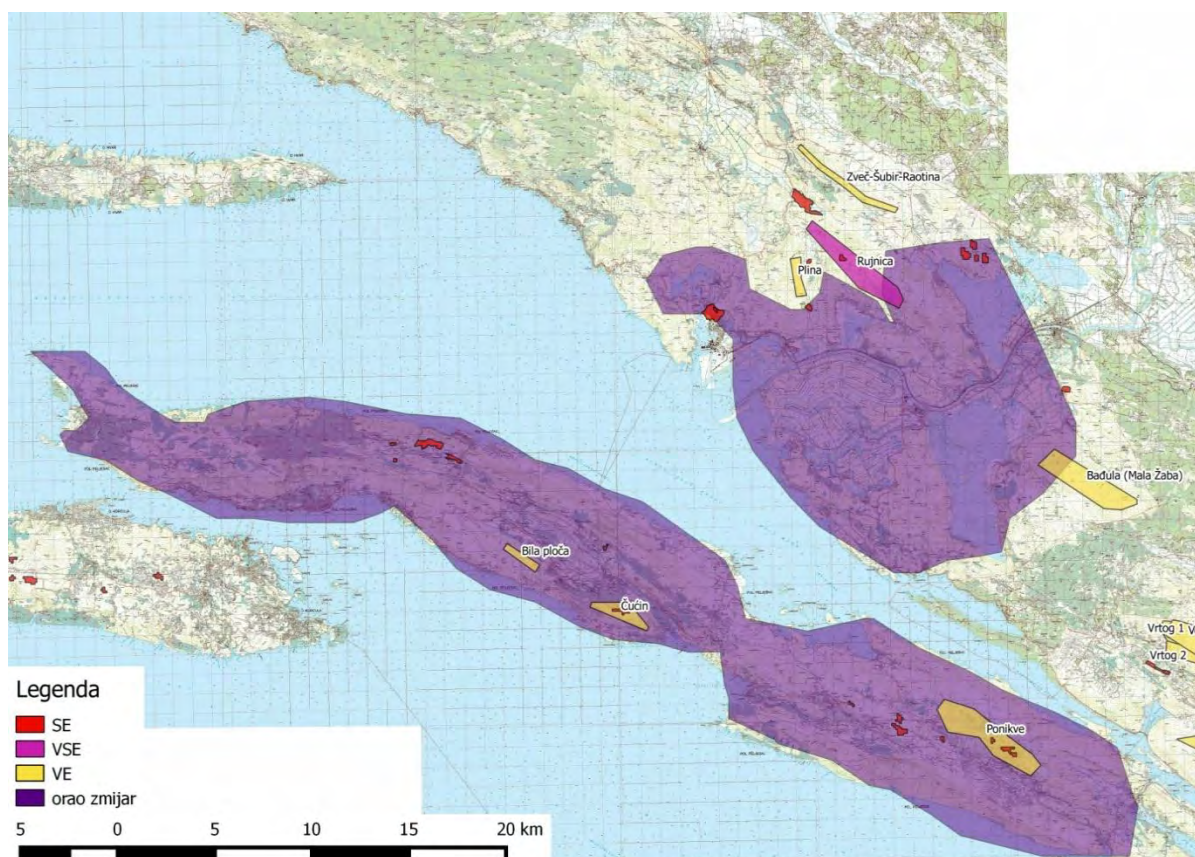 Zveč-Šubir-Raotina
Rujnica
Plina
Bađula (Mala Žaba)
Bila ploča
Čućin
Vrtog 1
V
Vrtog 2
Ponikve
Legenda
SE
VSE
VE
orao zmijar
5 0 5 10 15 20 km